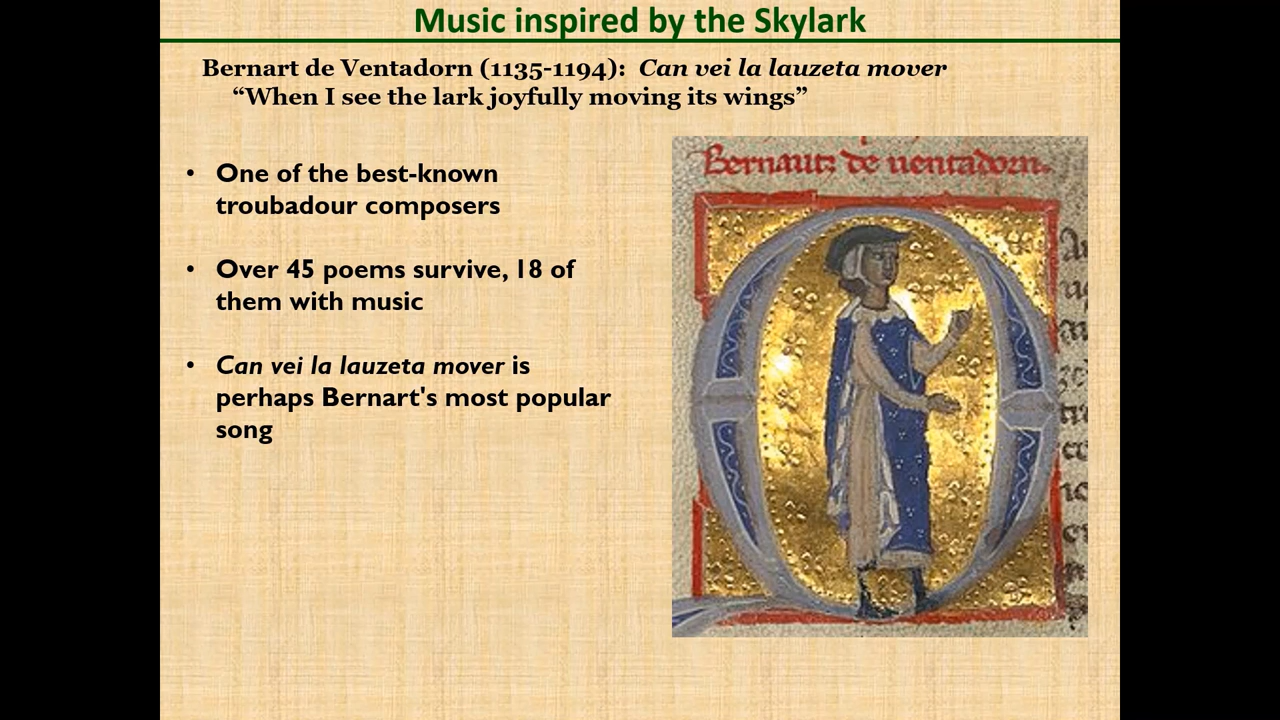 Music inspired by the Skylark
Bernart de Ventadorn (1135-1194): Can vei la lauzeta mover
“When I see the lark joyfully moving its wings”
• One of the best-known
troubadour composers
• Over 45 poems survive, 18 of
them with music
• Can vei la lauzeta mover is
perhaps Bernart's most popular
song
Bernautz de uentadorn.